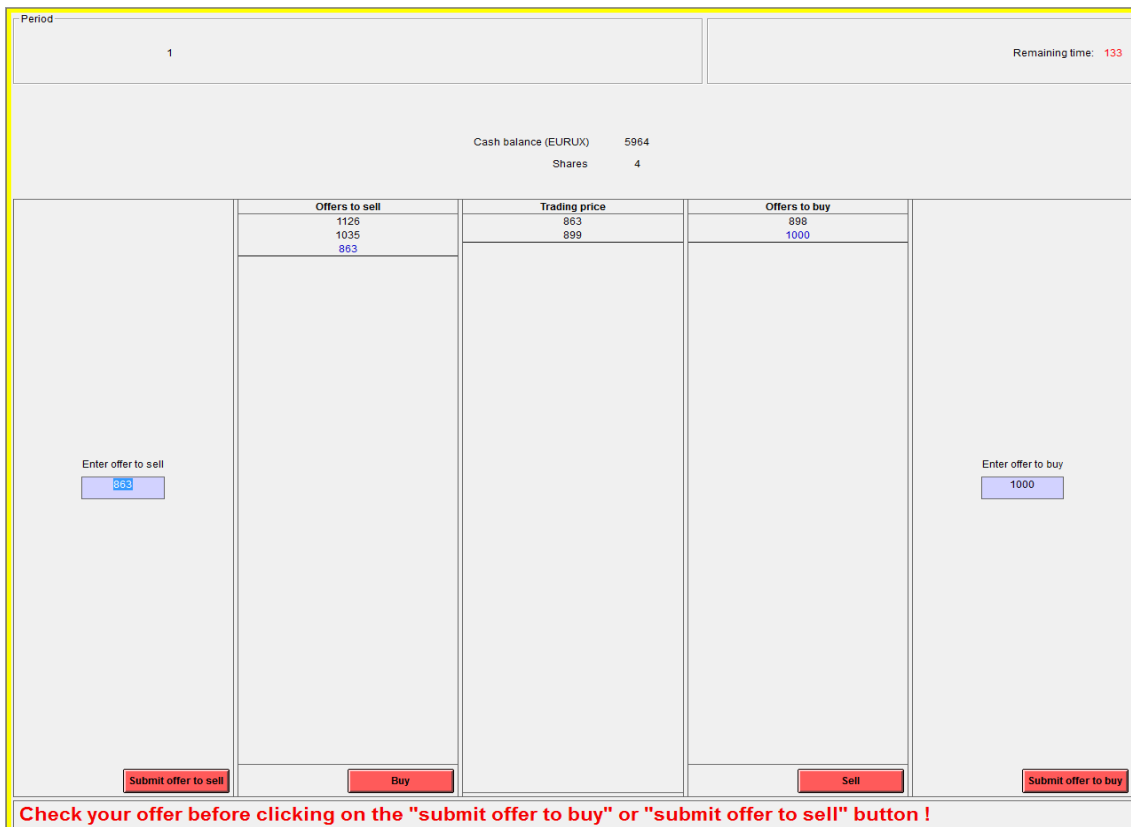 Period
1
Remaining time: 133
Cash balance (EURUX) 5964
Shares 4
Offers to sell
1126
1035
863
Trading price
863
899
Offers to buy
898
1000
Enter offer to sell
863
Enter offer to buy
1000
Submit offer to sell
Buy
Sell
Submit offer to buy
Check your offer before clicking on the "submit offer to buy" or "submit offer to sell" button !